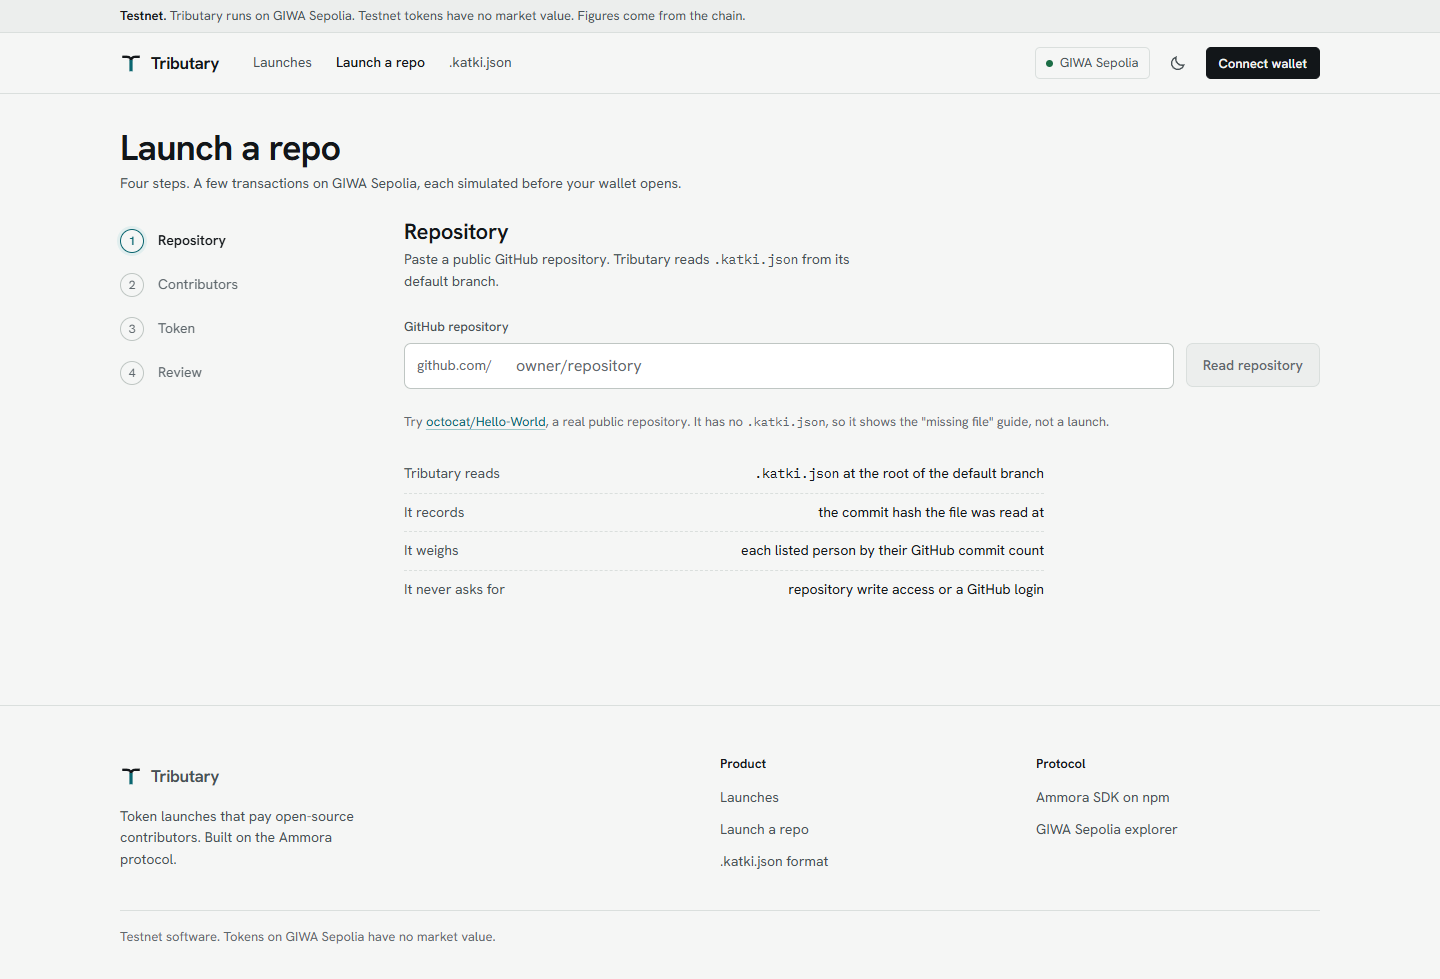 Testnet. Tributary runs on GIWA Sepolia. Testnet tokens have no market value. Figures come from the chain.
Tributary
Launches
Launch a repo
.katki.json
GIWA Sepolia
Connect wallet
Launch a repo
Four steps. A few transactions on GIWA Sepolia, each simulated before your wallet opens.
1 Repository
2 Contributors
3 Token
4 Review
Repository
Paste a public GitHub repository. Tributary reads .katki.json from its
default branch.
GitHub repository
github.com/ owner/repository
Read repository
Try octocat/Hello-World, a real public repository. It has no .katki.json, so it shows the "missing file" guide, not a launch.
Tributary reads .katki.json at the root of the default branch
It records the commit hash the file was read at
It weighs each listed person by their GitHub commit count
It never asks for repository write access or a GitHub login
Tributary
Token launches that pay open-source
contributors. Built on the Ammora
protocol.
Product
Launches
Launch a repo
.katki.json format
Protocol
Ammora SDK on npm
GIWA Sepolia explorer
Testnet software. Tokens on GIWA Sepolia have no market value.